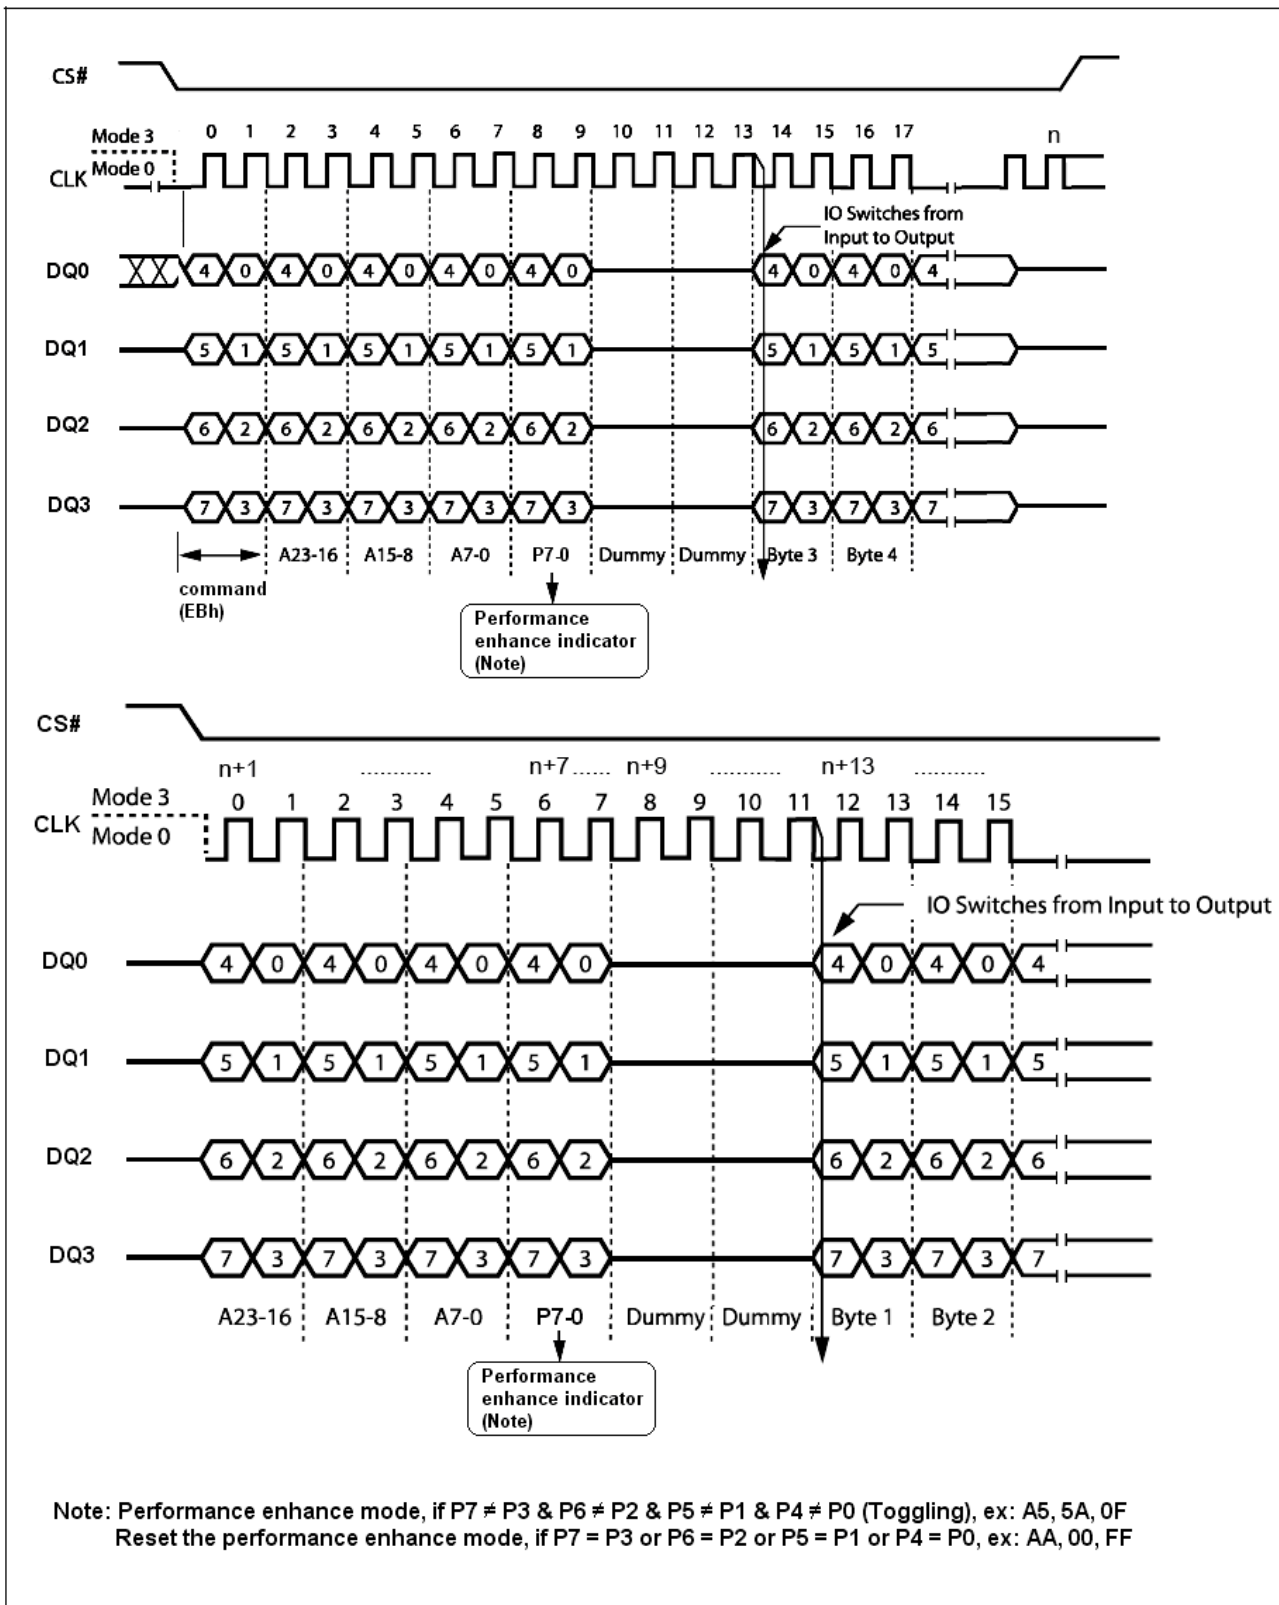 CS#
Mode 3
0 1 2 3 4 5 6 7 8 9 10 11 12 13 14 15 16 17 n
CLK Mode 0
IO Switches from
Input to Output
DQ0 4 0 4 0 4 0 4 0 4 0 4 0 4 0 4
DQ1 5 1 5 1 5 1 5 1 5 1 5 1 5 1 5
DQ2 6 2 6 2 6 2 6 2 6 2 6 2 6 2 6
DQ3 7 3 7 3 7 3 7 3 7 3 7 3 7 3 7
A23-16 A15-8 A7-0 P7-0 Dummy Dummy Byte 3 Byte 4
command
(EBh)
Performance
enhance indicator
(Note)
CS#
n+1 ............ n+7 ...... n+9 ............ n+13 ............
Mode 3
0 1 2 3 4 5 6 7 8 9 10 11 12 13 14 15
CLK
Mode 0
IO Switches from Input to Output
DQ0 4 0 4 0 4 0 4 0 4 0 4 0 4
DQ1 5 1 5 1 5 1 5 1 5 1 5 1 5
DQ2 6 2 6 2 6 2 6 2 6 2 6 2 6
DQ3 7 3 7 3 7 3 7 3 7 3 7 3 7
A23-16 A15-8 A7-0 P7-0 Dummy Dummy Byte 1 Byte 2
Performance
enhance indicator
(Note)
Note: Performance enhance mode, if P7 ≠ P3 & P6 ≠ P2 & P5 ≠ P1 & P4 ≠ P0 (Toggling), ex: A5, 5A, 0F
Reset the performance enhance mode, if P7 = P3 or P6 = P2 or P5 = P1 or P4 = P0, ex: AA, 00, FF